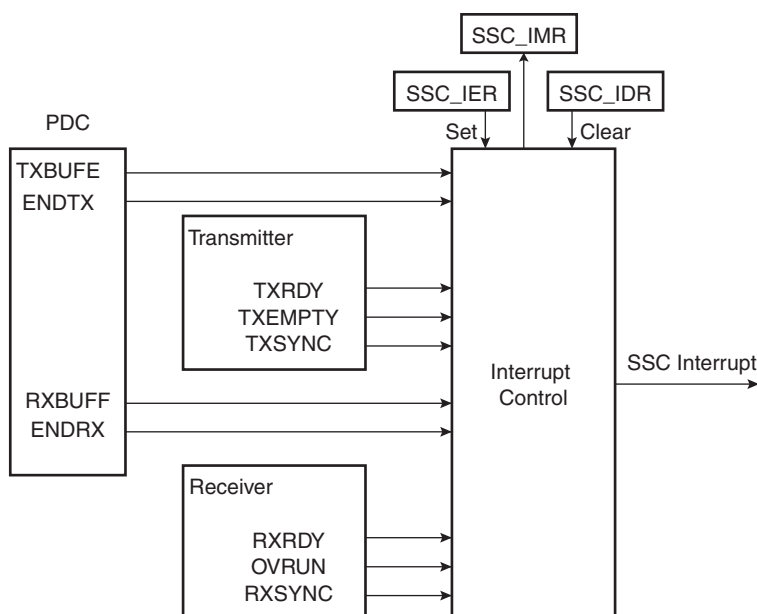 SSC_IMR
SSC_IER
SSC_IDR
PDC
Set
Clear
TXBUFE
ENDTX
Transmitter
TXRDY
TXEMPTY
TXSYNC
RXBUFF
ENDRX
Interrupt
Control
SSC Interrupt
Receiver
RXRDY
OVRUN
RXSYNC